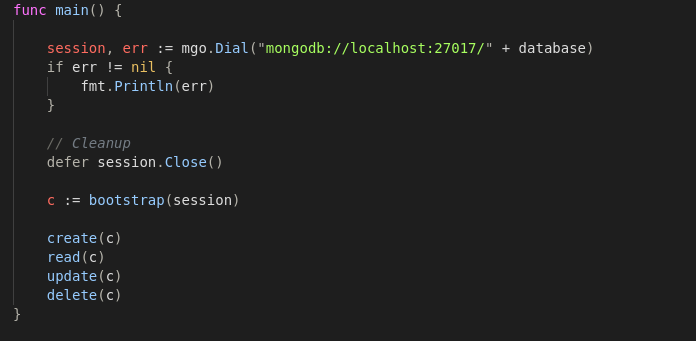 func main() {
session, err := mgo.Dial("mongodb://localhost:27017/" + database)
if err != nil {
fmt.Println(err)
}
// Cleanup
defer session.Close()
c := bootstrap(session)
create(c)
read(c)
update(c)
delete(c)
}